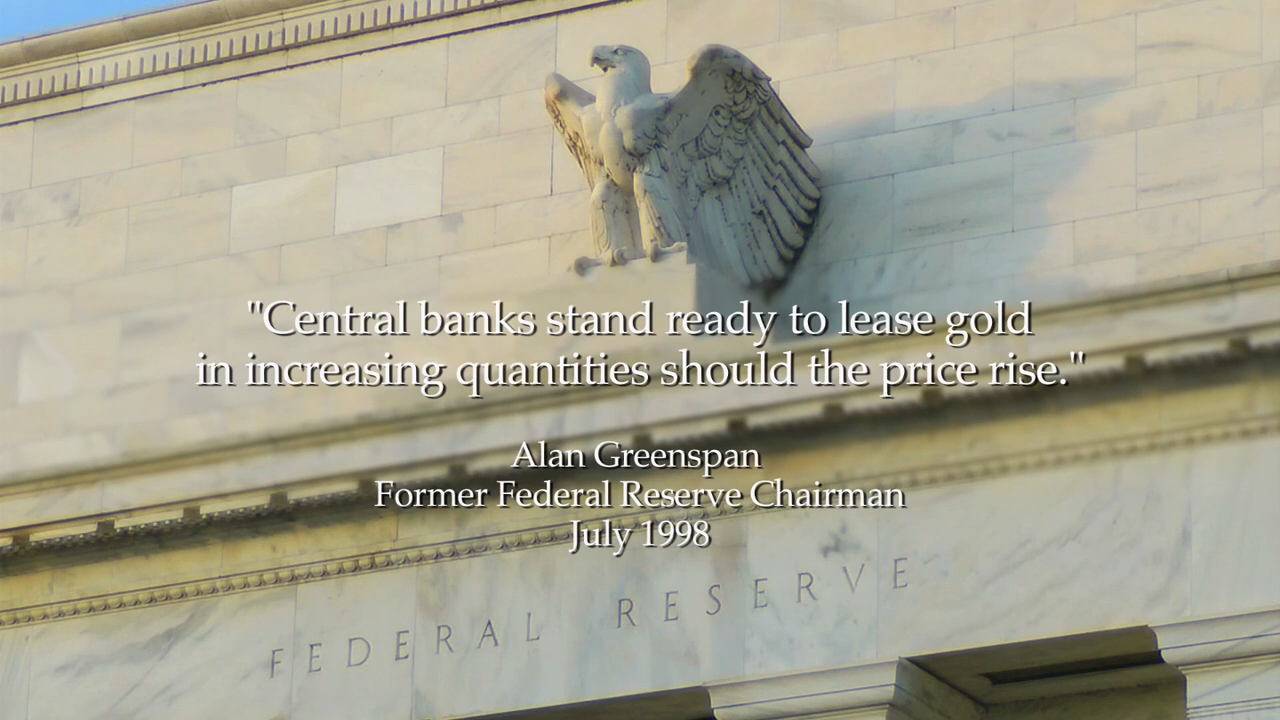 "Central banks stand ready to lease gold
in increasing quantities should the price rise."
Alan Greenspan
Former Federal Reserve Chairman
July 1998
FEDERAL RESERVE